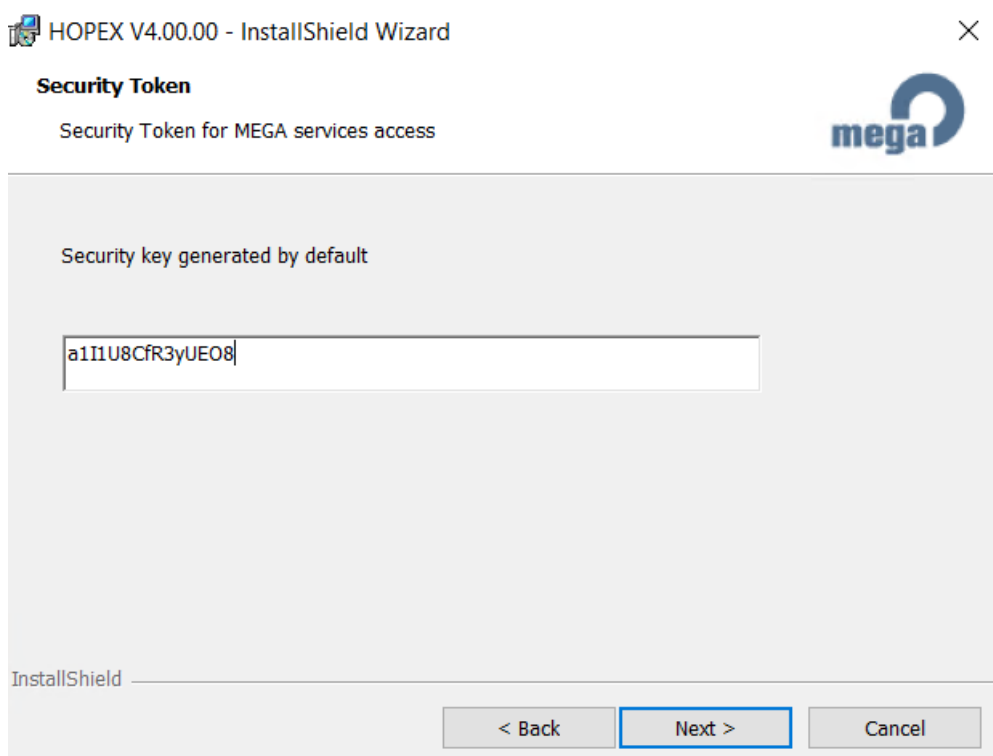 HOPEX V4.00.00 - InstallShield Wizard
Security Token
Security Token for MEGA services access
mega
Security key generated by default
a1I1U8CfR3yUEO8
InstallShield
< Back
Next >
Cancel